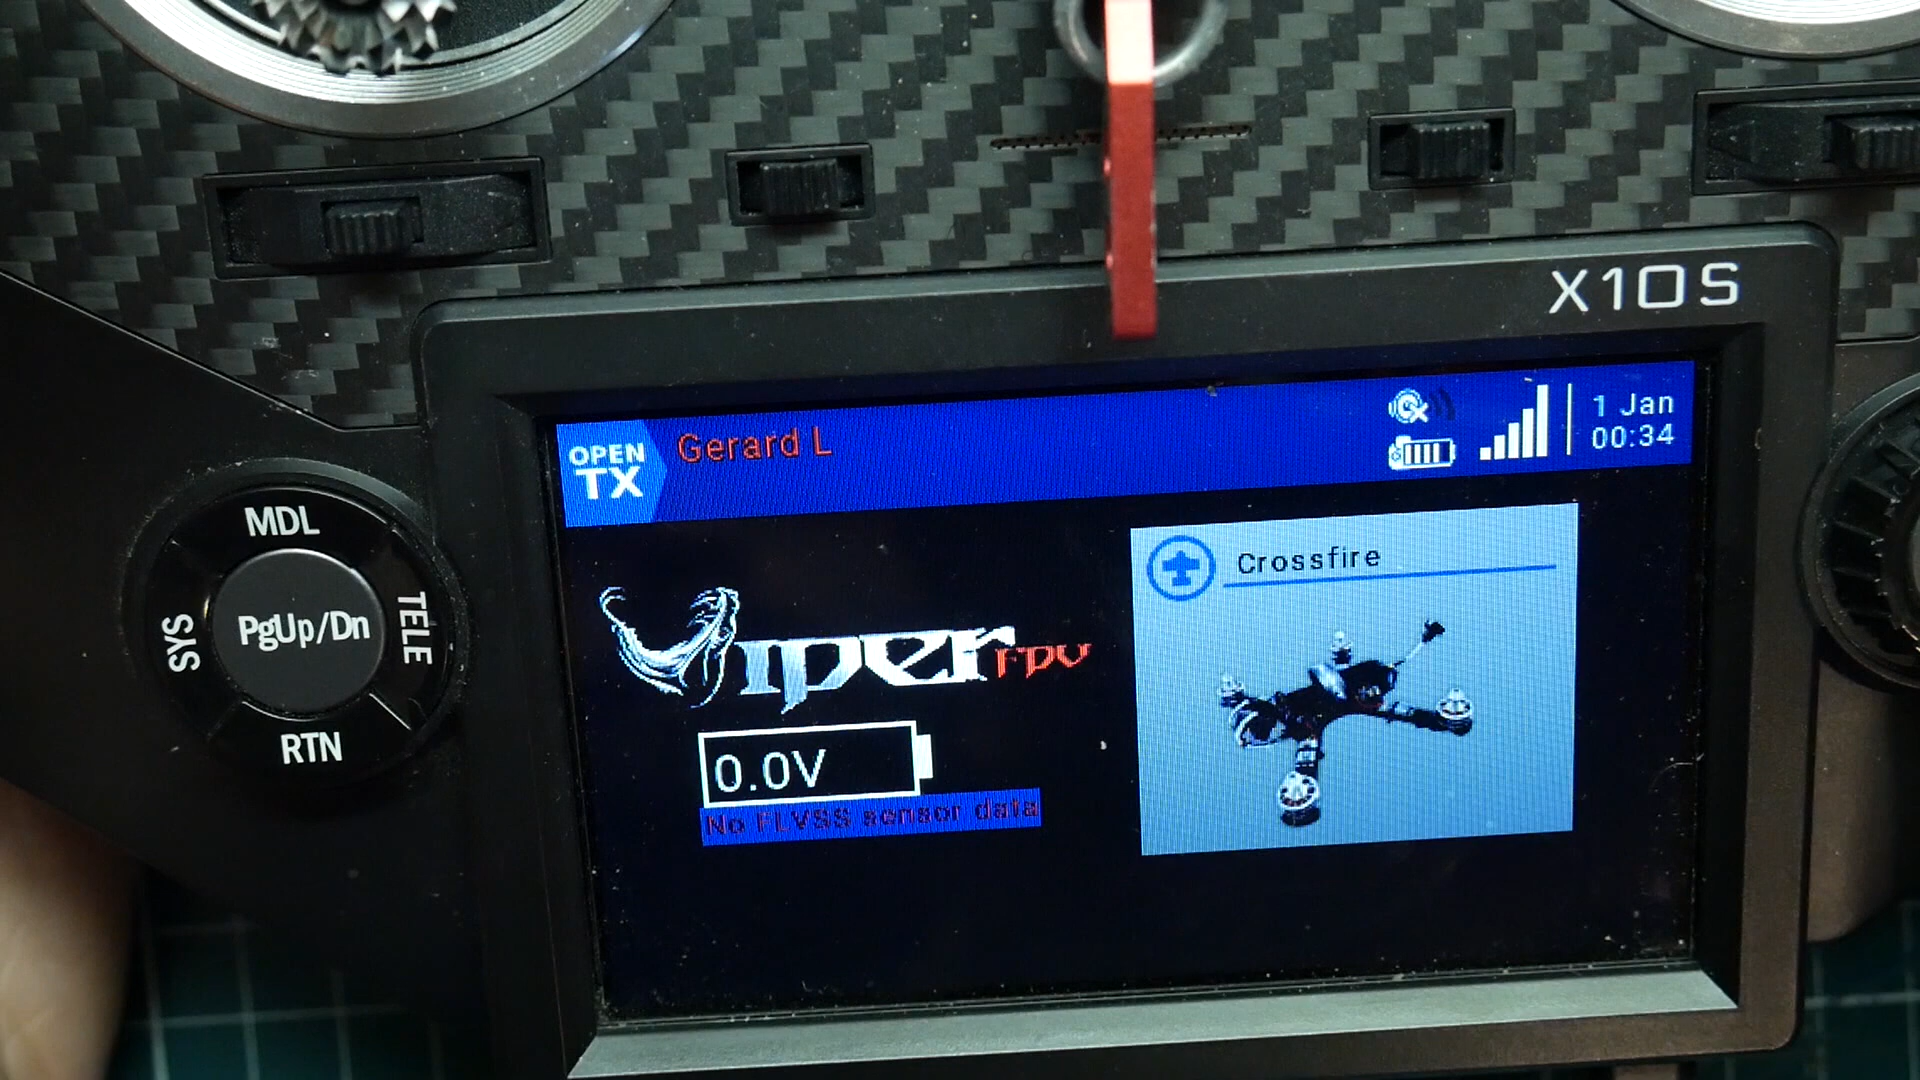 X10S
OPEN
TX
Gerard L
1 Jan
00:34
MDL
SYS
PgUp/Dn
TELE
RTN
Viper FPV
Crossfire
0.0V
No FLVSS sensor data